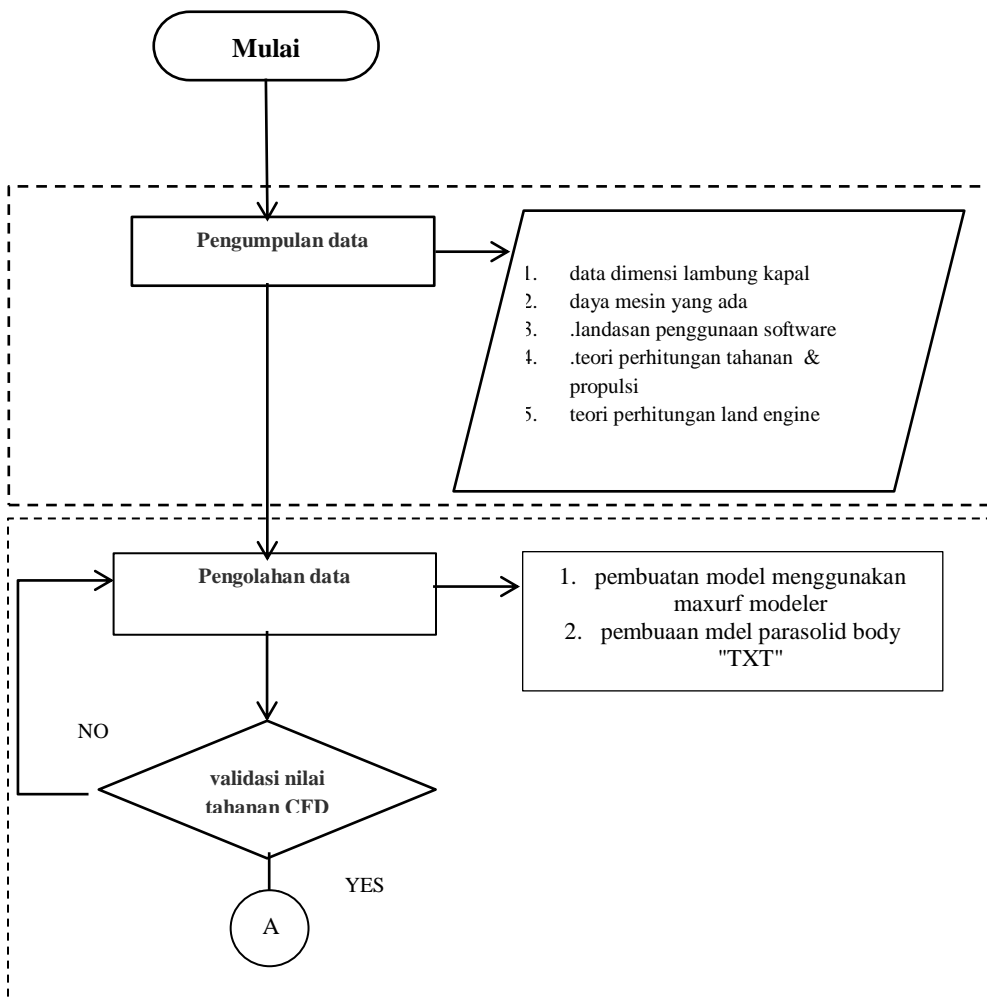 Mulai
Pengumpulan data
1. data dimensi lambung kapal
2. daya mesin yang ada
3. .landasan penggunaan software
4. .teori perhitungan tahanan &
propulsi
5. teori perhitungan land engine
Pengolahan data
1. pembuatan model menggunakan
maxurf modeler
2. pembuaan mdel parasolid body
"TXT"
NO
validasi nilai
tahanan CFD
YES
A